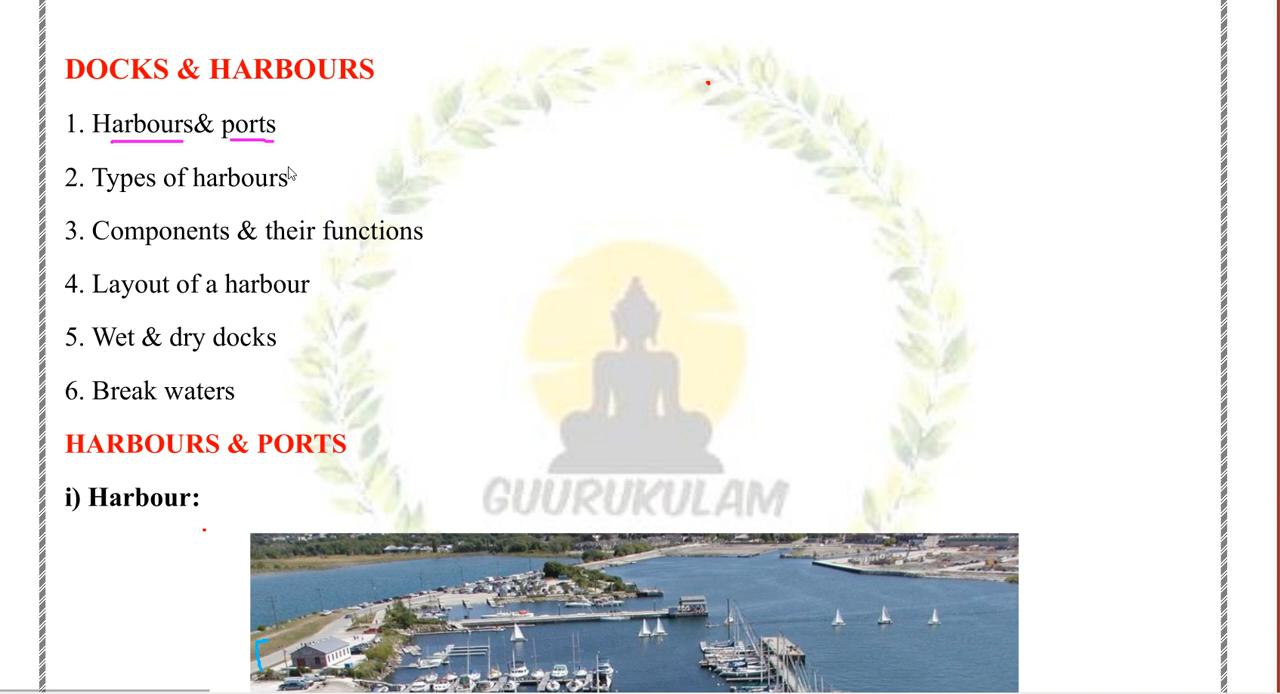 DOCKS & HARBOURS
1. Harbours& ports
2. Types of harbours
3. Components & their functions
4. Layout of a harbour
5. Wet & dry docks
6. Break waters
HARBOURS & PORTS
i) Harbour:
GUURUKULAM